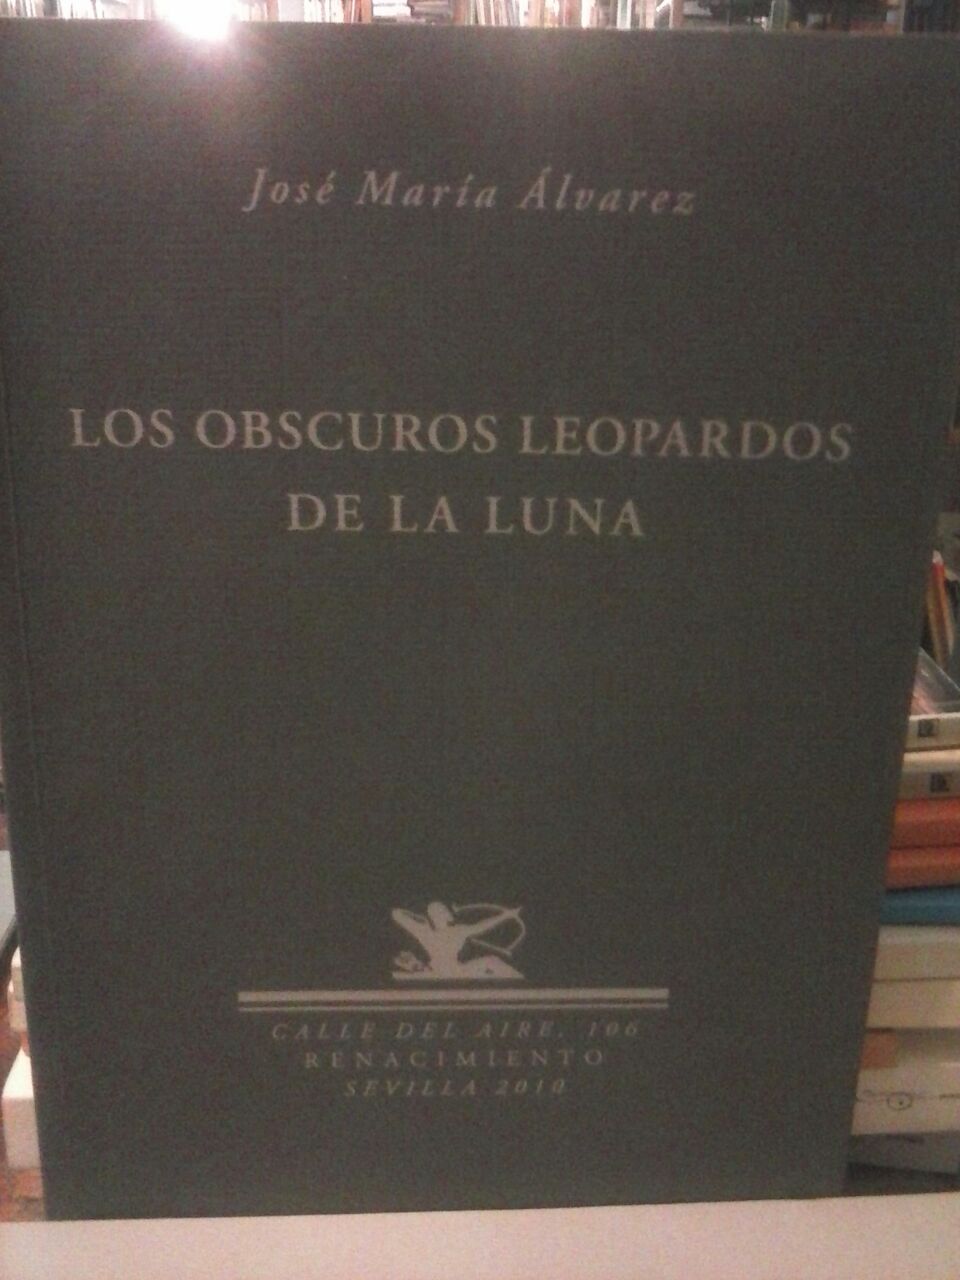 José María Álvarez
LOS OBSCUROS LEOPARDOS
DE LA LUNA
CALLE DEL AIRE, 106
RENACIMIENTO
SEVILLA 2010